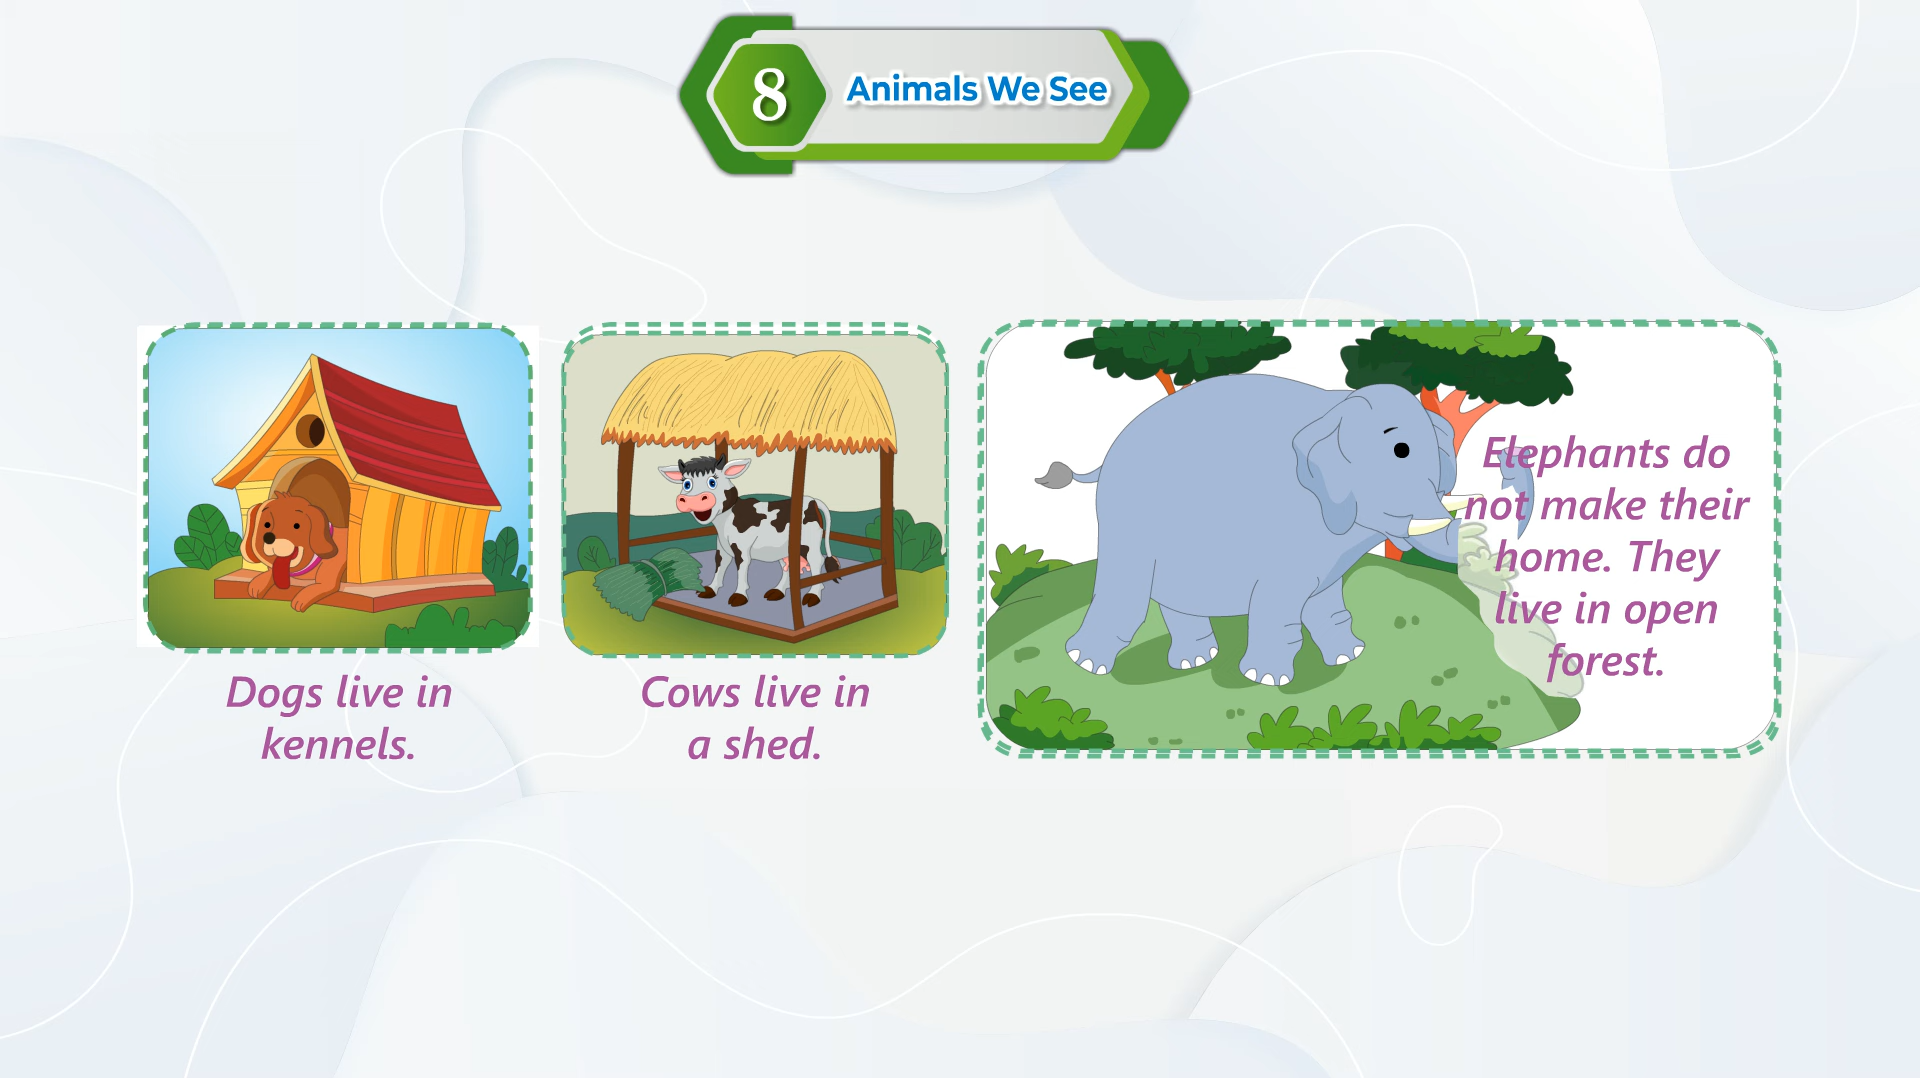 8
Animals We See
Dogs live in
kennels.
Cows live in
a shed.
Elephants do
not make their
home. They
live in open
forest.